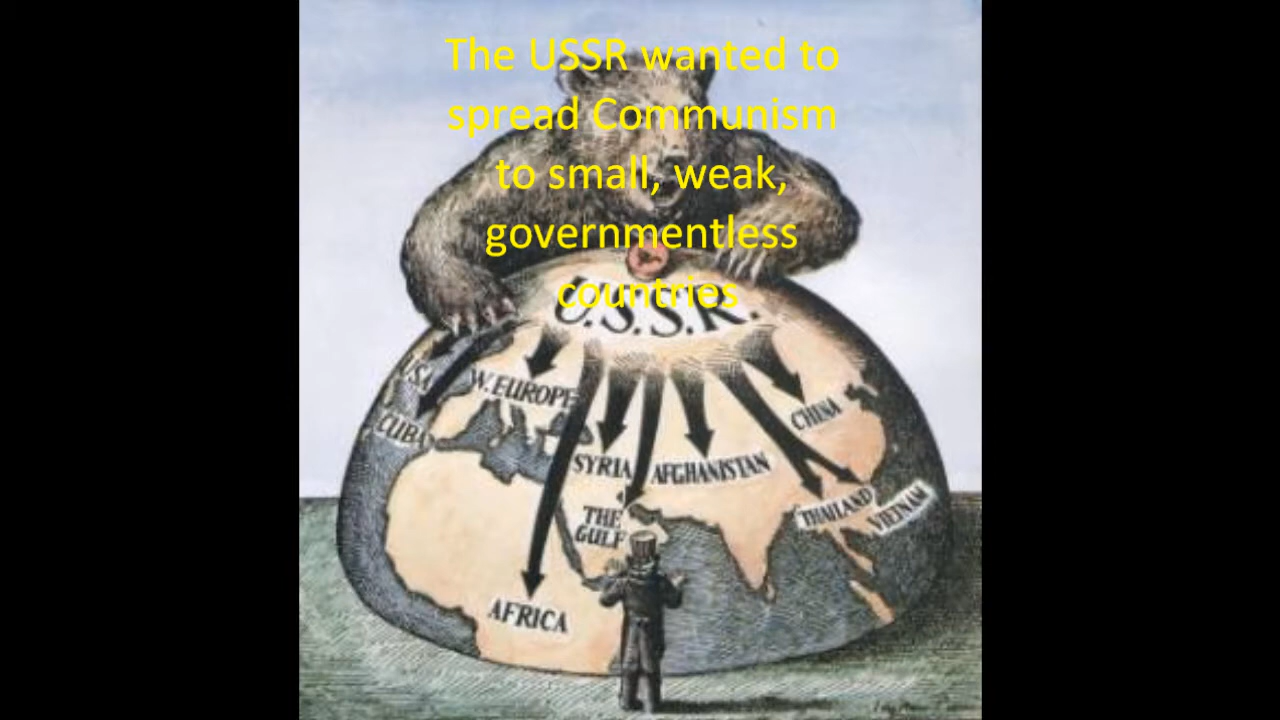 The USSR wanted to
spread Communism
to small, weak,
governmentless
countries
U.S.S.R.
USA
W. EUROPE
CHINA
CUBA
SYRIA
AFGHANISTAN
THAILAND
VIETNAM
THE
GULF
AFRICA